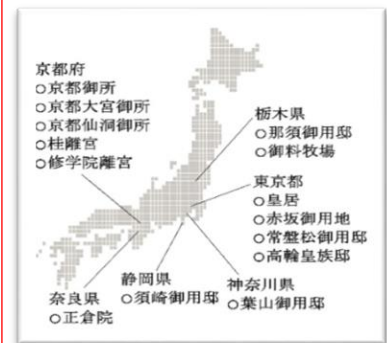 京都府
○京都御所
○京都大宮御所
○京都仙洞御所
○桂離宮
○修学院離宮
栃木県
○那須御用邸
○御料牧場
東京都
○皇居
○赤坂御用地
○常盤松御用邸
○高輪皇族邸
神奈川県
○葉山御用邸
静岡県
○須崎御用邸
奈良県
○正倉院